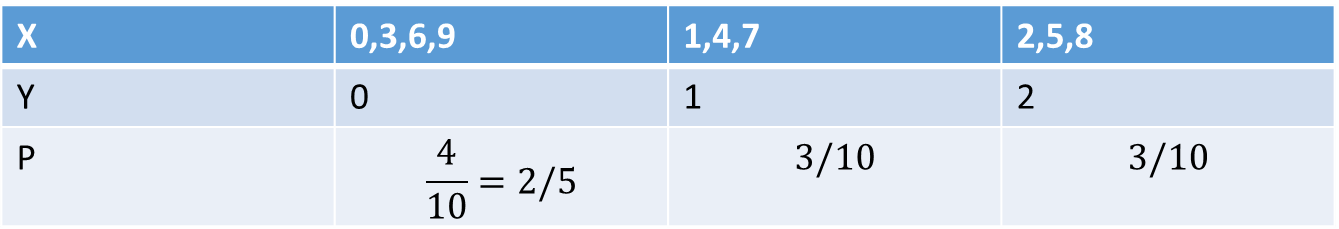 X 0,3,6,9 1,4,7 2,5,8
Y 0 1 2
P 4/10 = 2/5 3/10 3/10